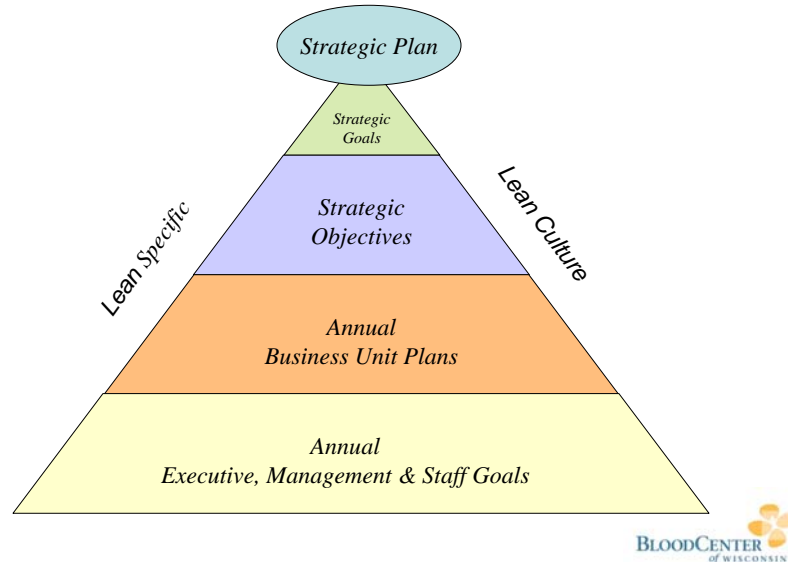 Strategic Plan
Strategic
Goals
Lean Specific
Lean Culture
Strategic
Objectives
Annual
Business Unit Plans
Annual
Executive, Management & Staff Goals
BLOODCENTER
of WISCONSIN